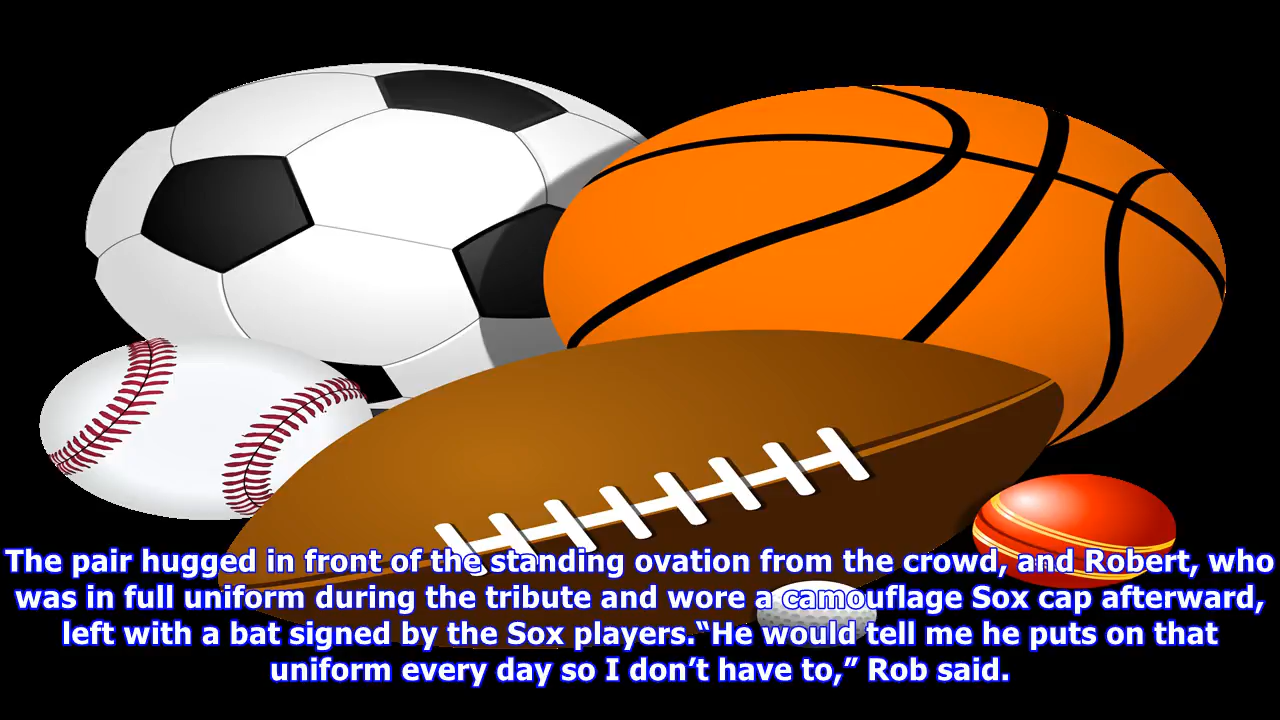 The pair hugged in front of the standing ovation from the crowd, and Robert, who
was in full uniform during the tribute and wore a camouflage Sox cap afterward,
left with a bat signed by the Sox players.“He would tell me he puts on that
uniform every day so I don’t have to,” Rob said.